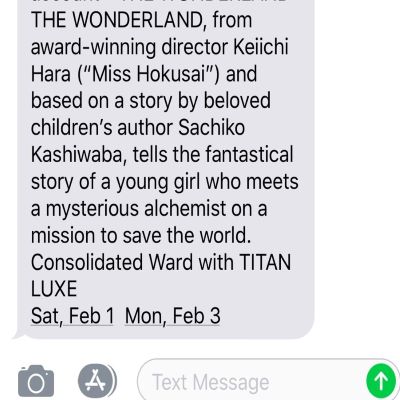 THE WONDERLAND, from
award-winning director Keiichi
Hara (“Miss Hokusai”) and
based on a story by beloved
children’s author Sachiko
Kashiwaba, tells the fantastical
story of a young girl who meets
a mysterious alchemist on a
mission to save the world.
Consolidated Ward with TITAN
LUXE
Sat, Feb 1  Mon, Feb 3
Text Message